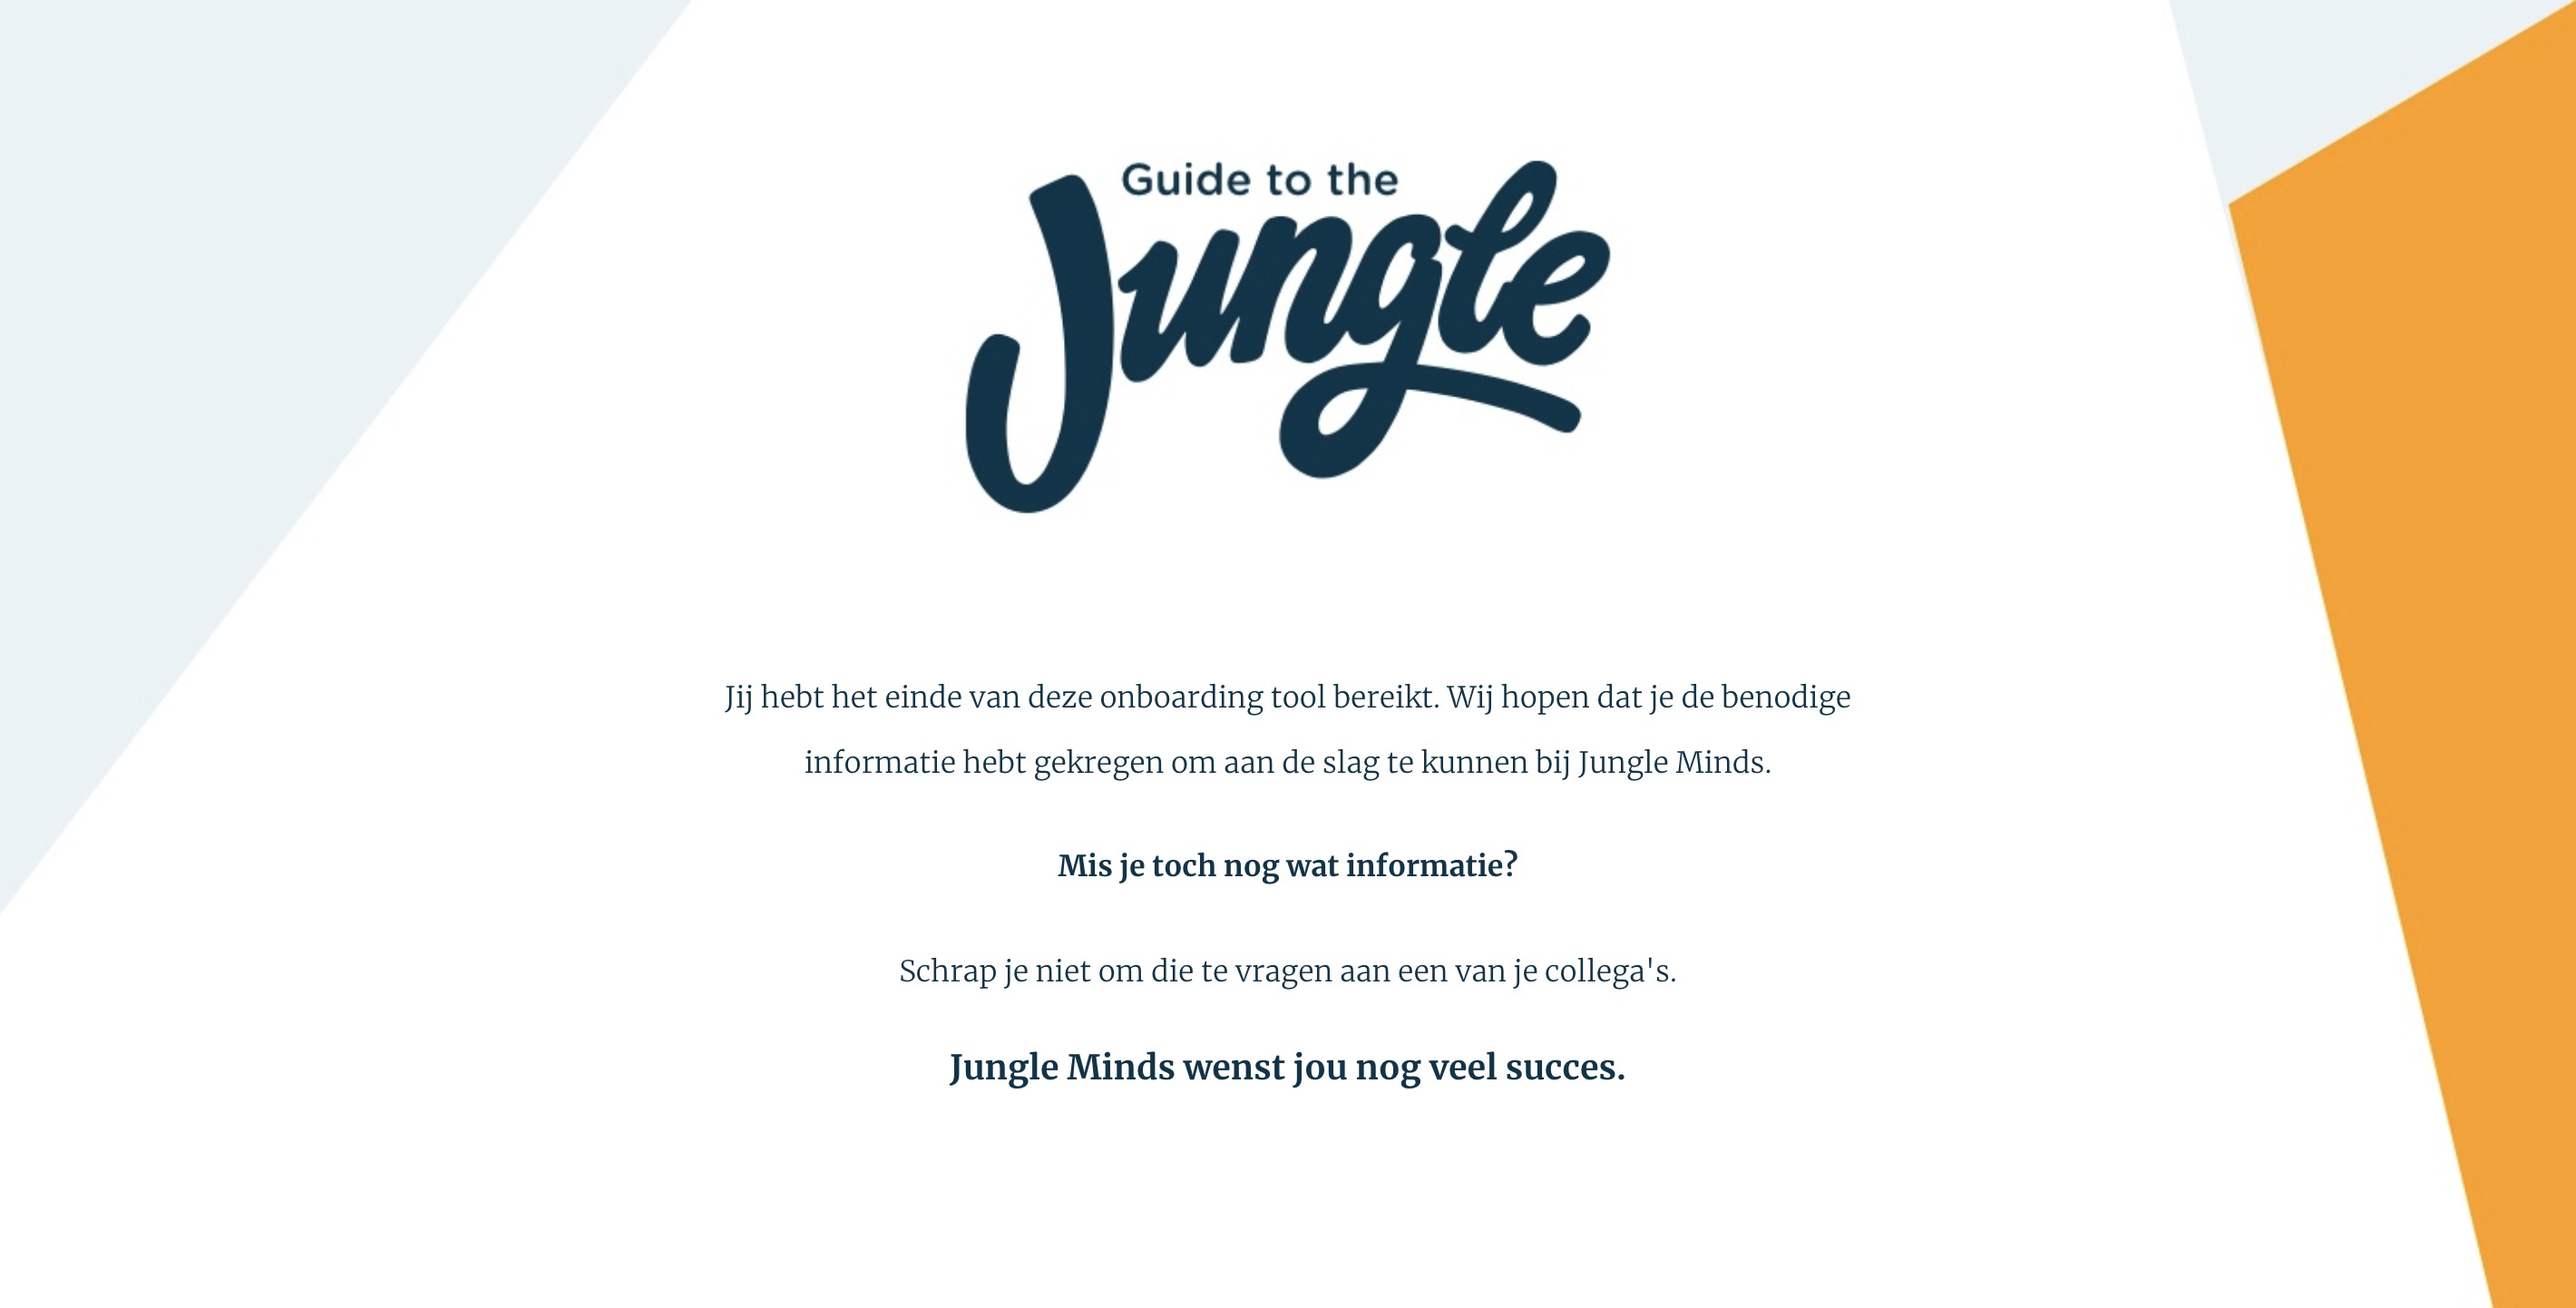 Guide to the
Jungle
Jij hebt het einde van deze onboarding tool bereikt. Wij hopen dat je de benodige
informatie hebt gekregen om aan de slag te kunnen bij Jungle Minds.
Mis je toch nog wat informatie?
Schrap je niet om die te vragen aan een van je collega's.
Jungle Minds wenst jou nog veel succes.